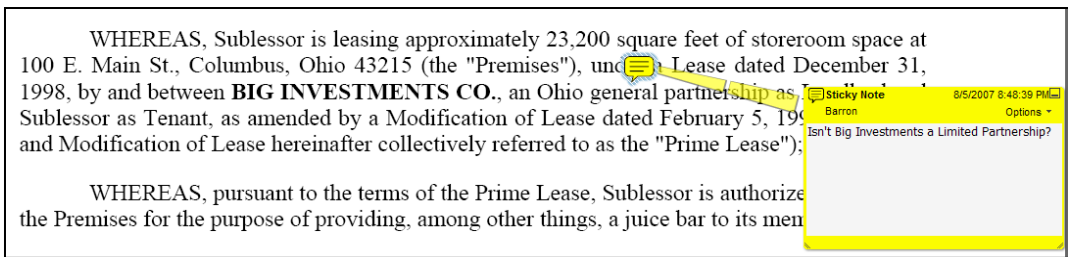 WHEREAS, Sublessor is leasing approximately 23,200 square feet of storeroom space at
100 E. Main St., Columbus, Ohio 43215 (the "Premises"), Lease dated December 31,
1998, by and between BIG INVESTMENTS CO., an Ohio general partnership as
Sublessor as Tenant, as amended by a Modification of Lease dated February 5,
and Modification of Lease hereinafter collectively referred to as the "Prime Lease");
WHEREAS, pursuant to the terms of the Prime Lease, Sublessor is
the Premises for the purpose of providing, among other things, a juice bar to its
Sticky Note 8/5/2007 8:48:39 PM
Barron Options
Isn't Big Investments a Limited Partnership?